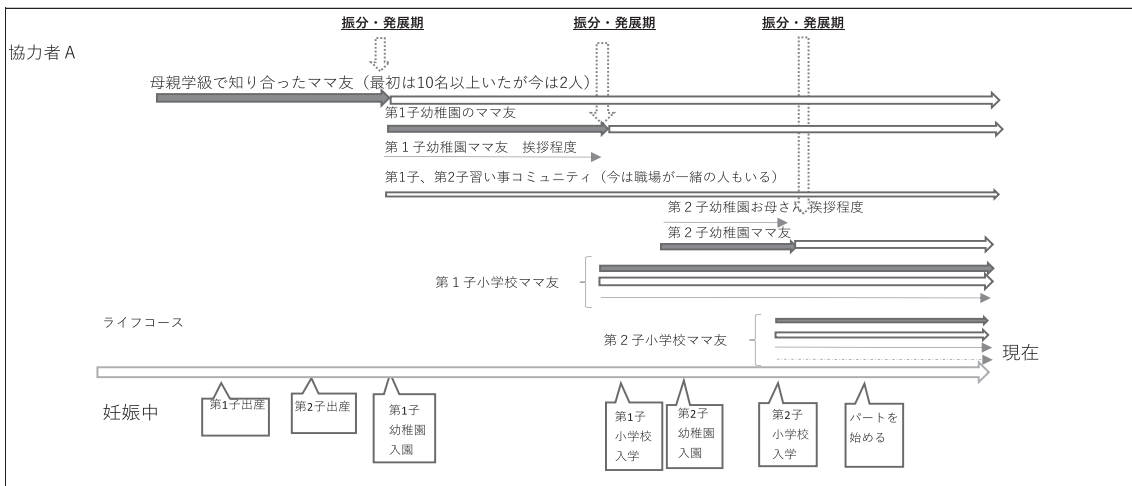 振分・発展期
振分・発展期
振分・発展期
協力者 A
母親学級で知り合ったママ友（最初は10名以上いたが今は2人）
第1子幼稚園のママ友
第１子幼稚園ママ友　挨拶程度
第1子、第2子習い事コミュニティ（今は職場が一緒の人もいる）
第２子幼稚園お母さん 挨拶程度
第２子幼稚園ママ友
第１子小学校ママ友
ライフコース
第２子小学校ママ友
現在
妊娠中
第1子出産
第2子出産
第1子
幼稚園
入園
第1子
小学校
入学
第2子
幼稚園
入園
第2子
小学校
入学
パートを
始める